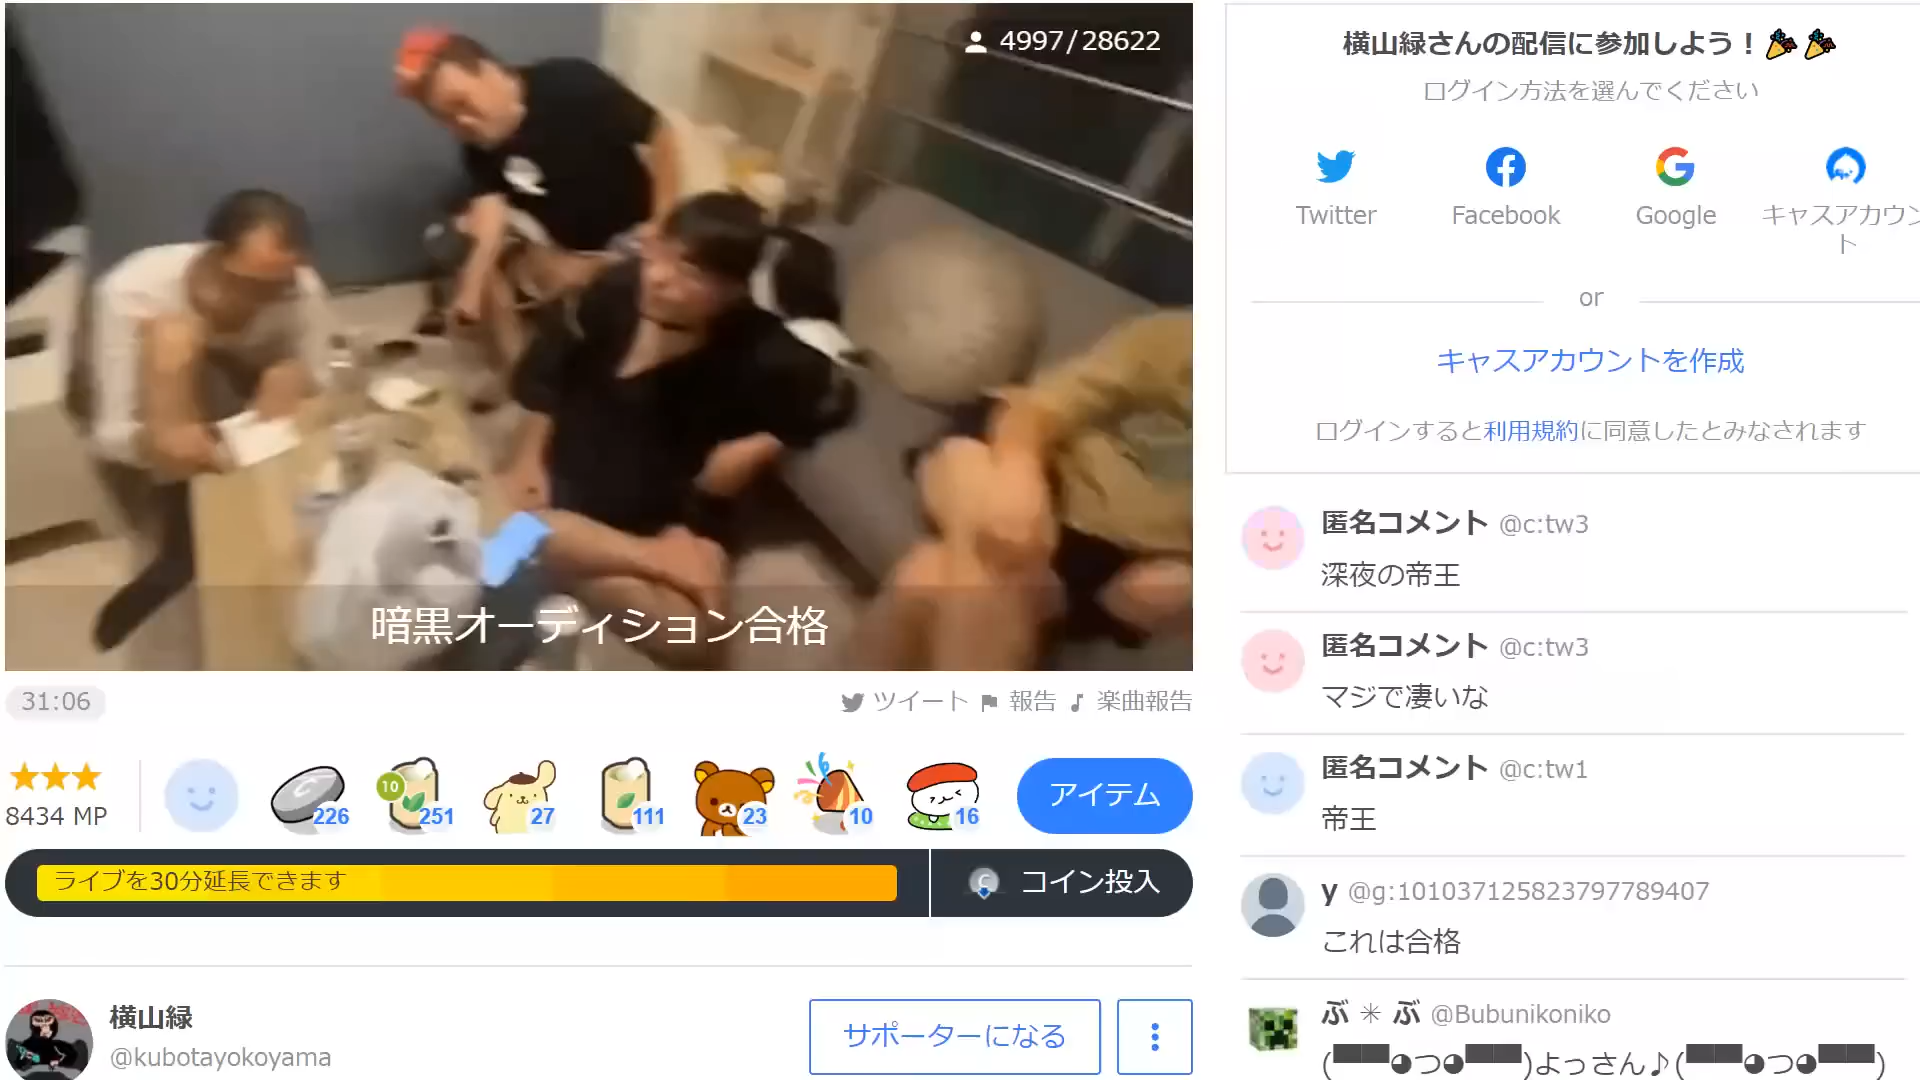 4997/28622
暗黒オーディション合格
31:06
ツイート 報告 楽曲報告
8434 MP
226
10
251
27
111
23
10
16
アイテム
ライブを30分延長できます
コイン投入
横山緑
@kubotayokoyama
サポーターになる
横山緑さんの配信に参加しよう！
ログイン方法を選んでください
Twitter
Facebook
Google
キャスアカウント
or
キャスアカウントを作成
ログインすると利用規約に同意したとみなされます
匿名コメント @c:tw3
深夜の帝王
匿名コメント @c:tw3
マジで凄いな
匿名コメント @c:tw1
帝王
y @g:101037125823797789407
これは合格
ぶ ✳ ぶ @Bubunikoniko
(▀▀◕つ◕▀▀)よっさん♪(▀▀◕つ◕▀▀)